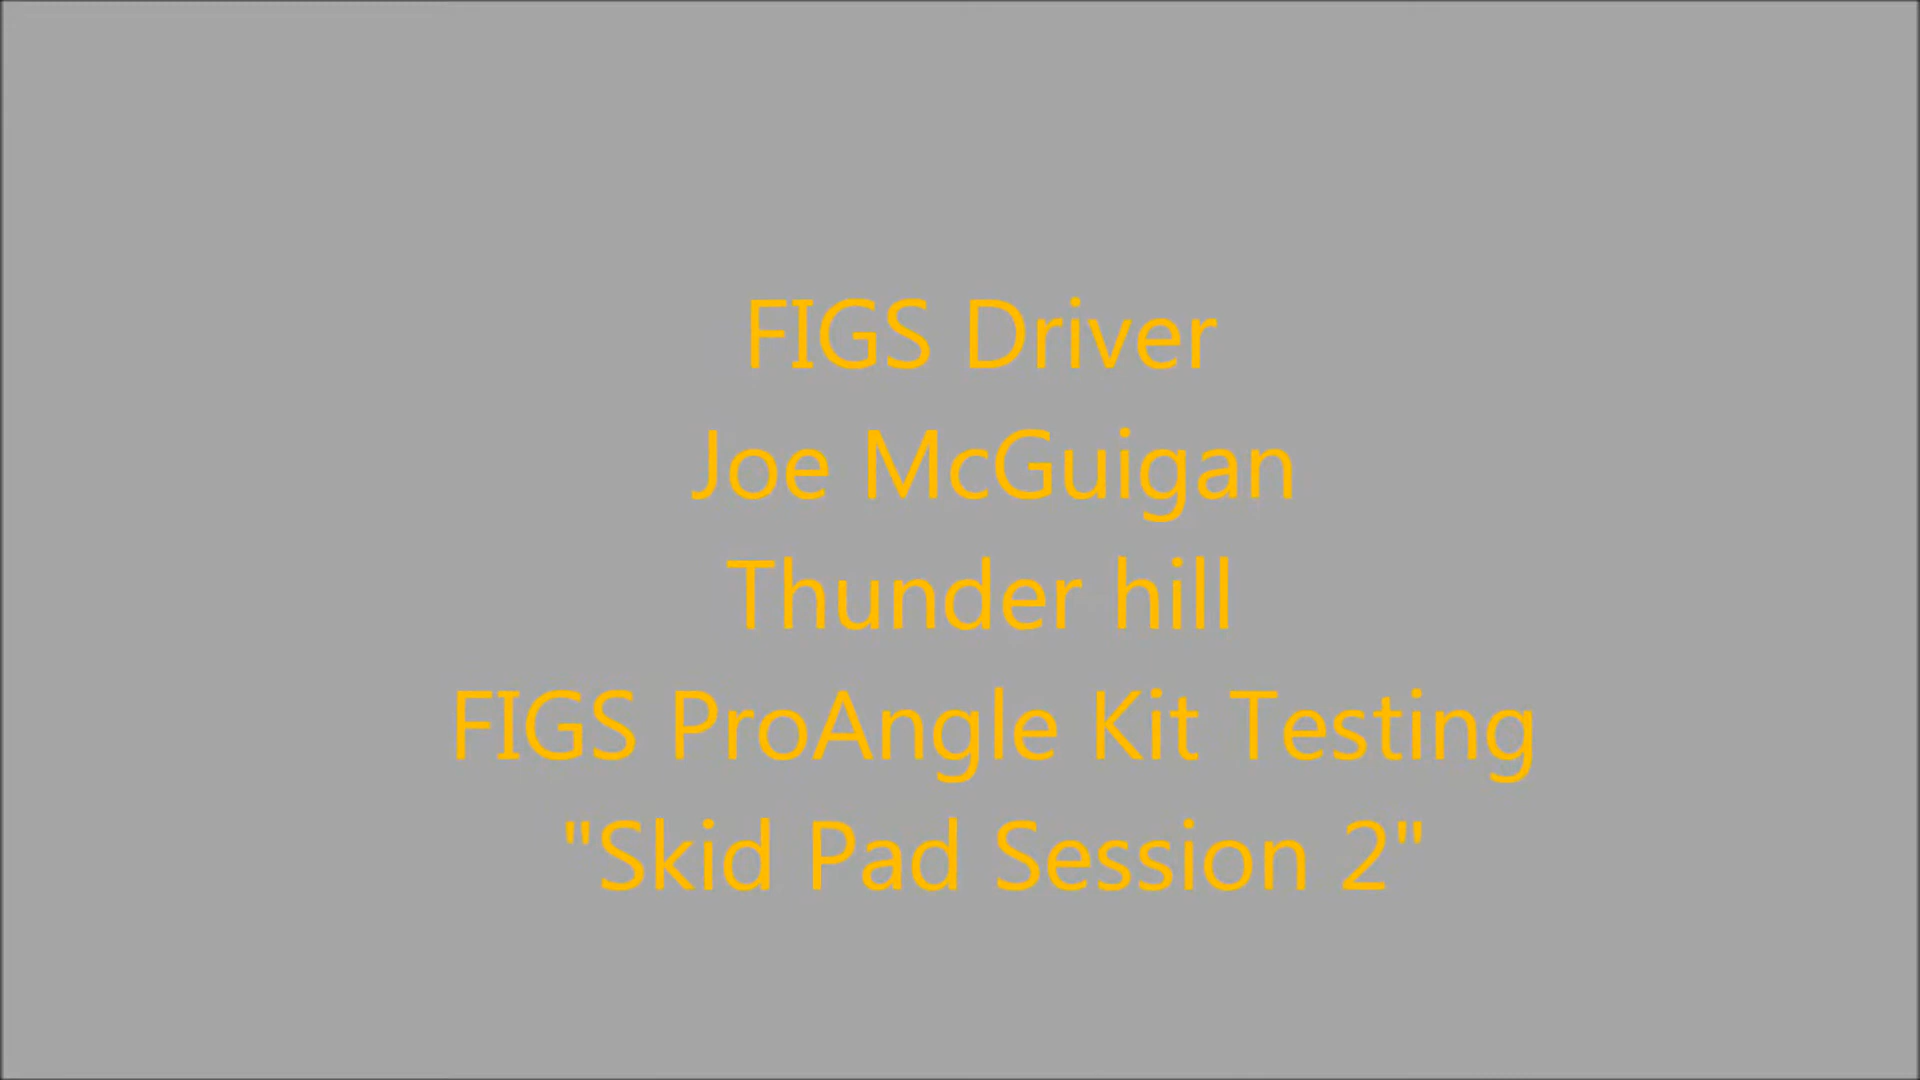 FIGS Driver
Joe McGuigan
Thunder hill
FIGS ProAngle Kit Testing
"Skid Pad Session 2"